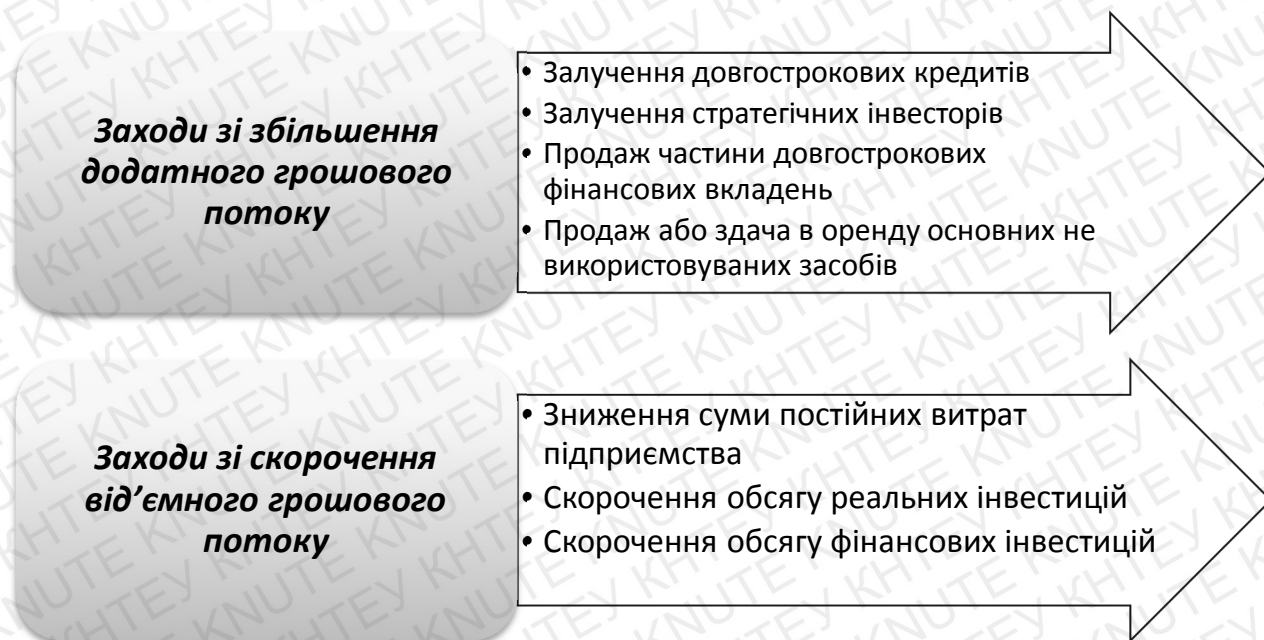 Заходи зі збільшення
додатного грошового
потоку
• Залучення довгострокових кредитів
• Залучення стратегічних інвесторів
• Продаж частини довгострокових
фінансових вкладень
• Продаж або здача в оренду основних не
використовуваних засобів
Заходи зі скорочення
від’ємного грошового
потоку
• Зниження суми постійних витрат
підприємства
• Скорочення обсягу реальних інвестицій
• Скорочення обсягу фінансових інвестицій